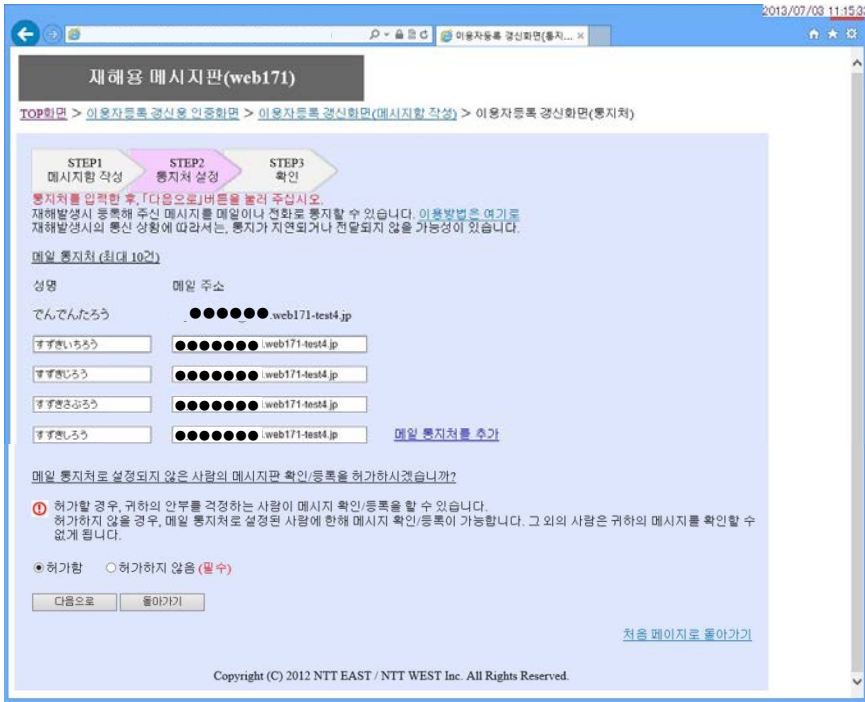 2013/07/03 11:15:3
이용자등록 갱신화면(통지... ×
재해용 메시지판(web171)
TOP화면 > 이용자등록 갱신용 인증화면 > 이용자등록 갱신화면(메시지함 작성) > 이용자등록 갱신화면(통지처)
STEP1 STEP2 STEP3
메시지함 작성 통지처 설정 확인
통지처를 입력한 후,「다음으로」버튼을 눌러 주십시오.
재해발생시 등록해 주신 메시지를 메일이나 전화로 통지할 수 있습니다. 이용방법은 여기로
재해발생시의 통신 상황에 따라서는, 통지가 지연되거나 전달되지 않을 가능성이 있습니다.
메일 통지처 (최대 10건)
성명 메일 주소
でんでんたろう ●●●●●●.web171-test4.jp
すずきいちろう ●●●●●●●.web171-test4.jp
すずきじろう ●●●●●●●.web171-test4.jp
すずきさぶろう ●●●●●●●.web171-test4.jp
すずきしろう ●●●●●●●.web171-test4.jp 메일 통지처를 추가
메일 통지처로 설정되지 않은 사람의 메시지판 확인/등록을 허가하시겠습니까?
허가할 경우, 귀하의 안부를 걱정하는 사람이 메시지 확인/등록을 할 수 있습니다.
허가하지 않을 경우, 메일 통지처로 설정된 사람에 한해 메시지 확인/등록이 가능합니다. 그 외의 사람은 귀하의 메시지를 확인할 수
없게 됩니다.
허가함 허가하지 않음 (필수)
다음으로 돌아가기
처음 페이지로 돌아가기
Copyright (C) 2012 NTT EAST / NTT WEST Inc. All Rights Reserved.